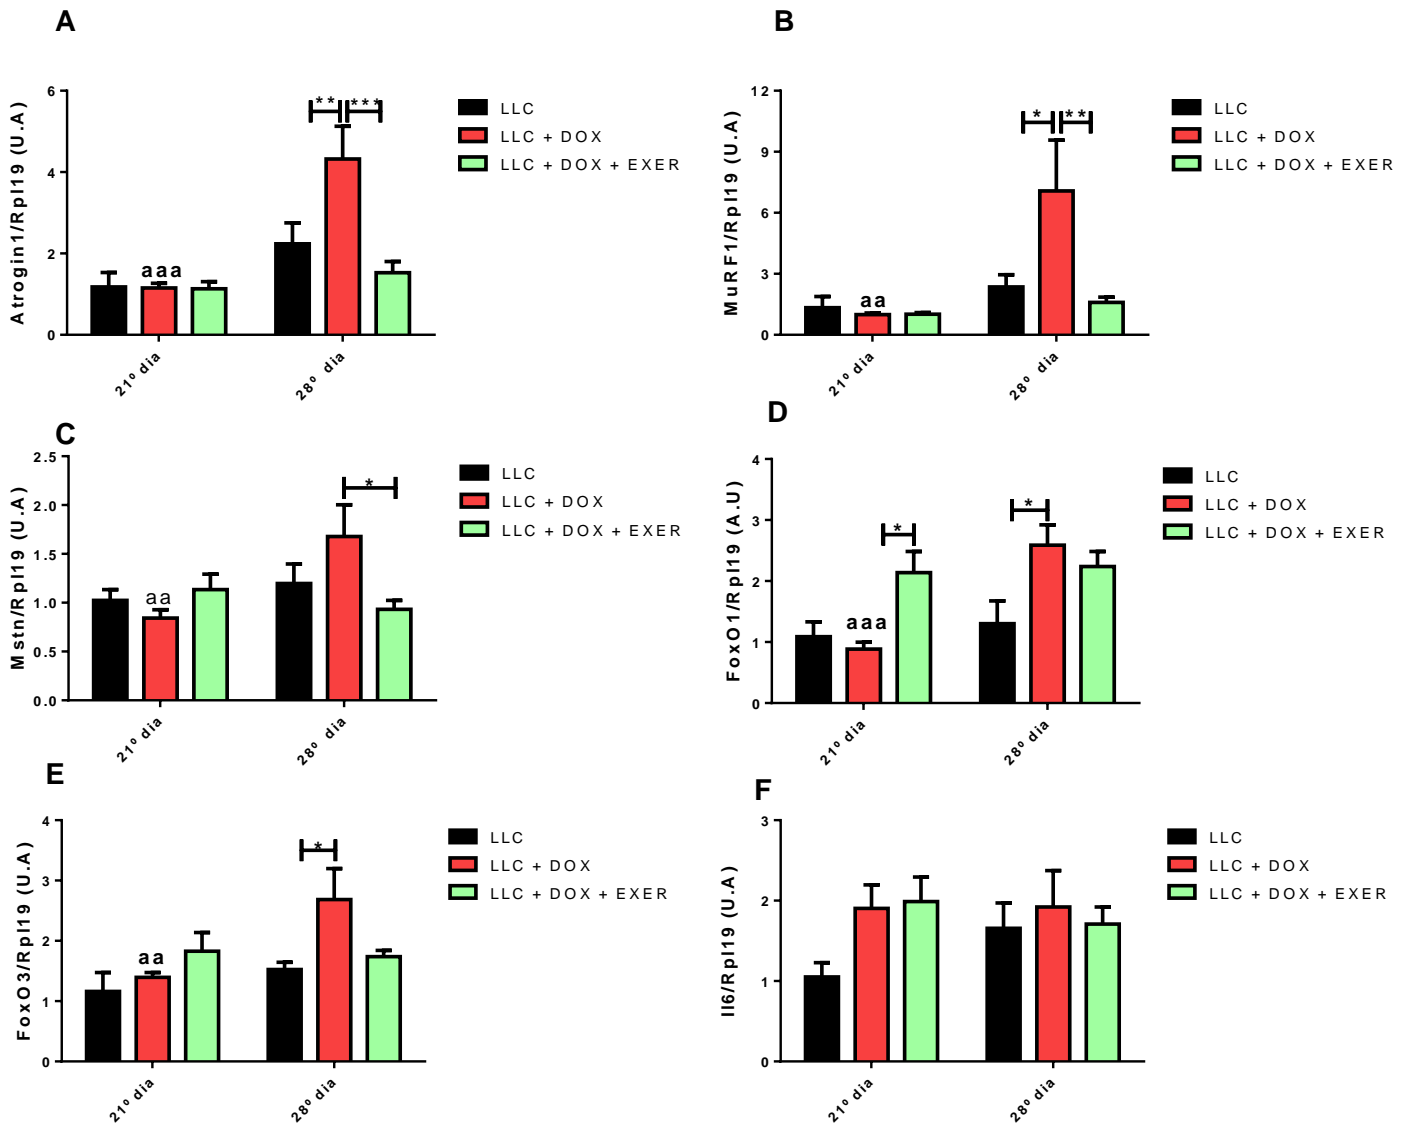 A
Atrogin1/Rpl19 (U.A)
6
4
2
0
** ***
aaa
21º dia
28º dia
LLC
LLC + DOX
LLC + DOX + EXER
B
MuRF1/Rpl19 (U.A)
12
9
6
3
0
* **
aa
21º dia
28º dia
LLC
LLC + DOX
LLC + DOX + EXER
C
Mstn/Rpl19 (U.A)
2.5
2.0
1.5
1.0
0.5
0.0
*
aa
21º dia
28º dia
LLC
LLC + DOX
LLC + DOX + EXER
D
FoxO1/Rpl19 (A.U)
4
3
2
1
0
*
*
aaa
21º dia
28º dia
LLC
LLC + DOX
LLC + DOX + EXER
E
FoxO3/Rpl19 (U.A)
4
3
2
1
0
*
aa
21º dia
28º dia
LLC
LLC + DOX
LLC + DOX + EXER
F
Il6/Rpl19 (U.A)
3
2
1
0
21º dia
28º dia
LLC
LLC + DOX
LLC + DOX + EXER